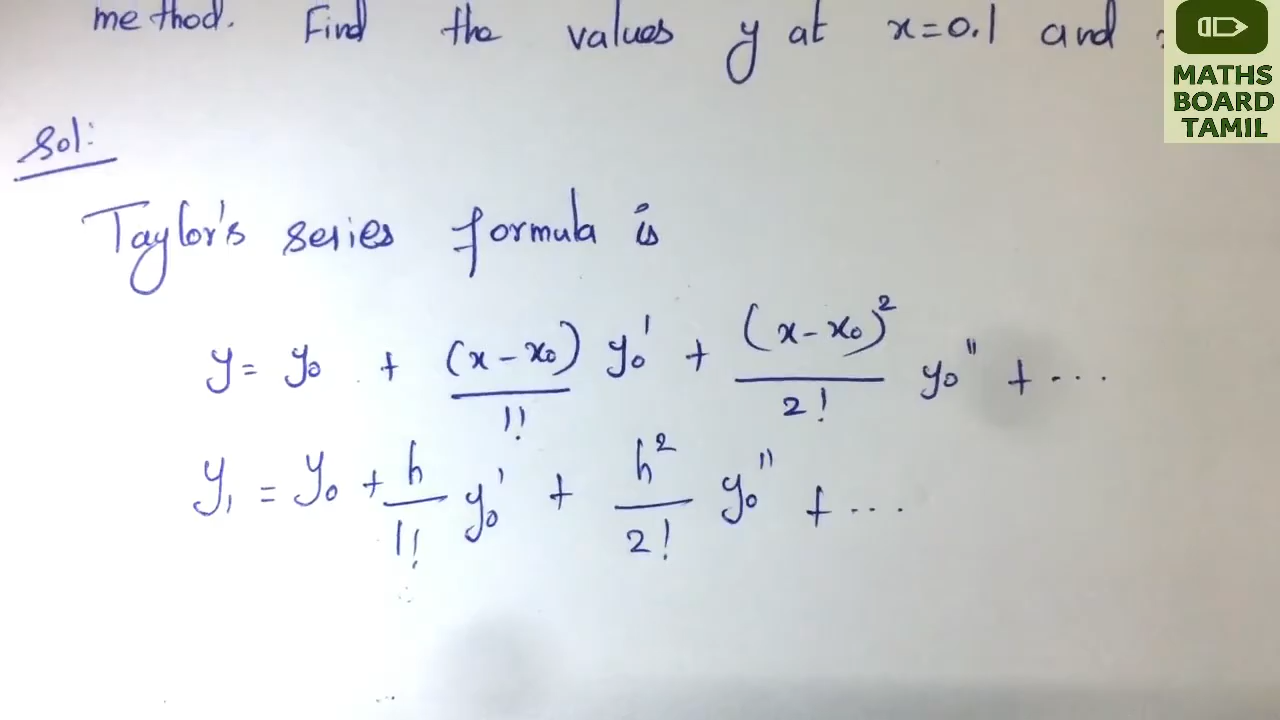 method. Find the values y at x=0.1 and
MATHS
BOARD
TAMIL
Sol:
Taylor's series formula is
y = y₀ + (x - x₀)/1! y₀' + (x - x₀)²/2! y₀'' + ...
y₁ = y₀ + h/1! y₀' + h²/2! y₀'' + ...